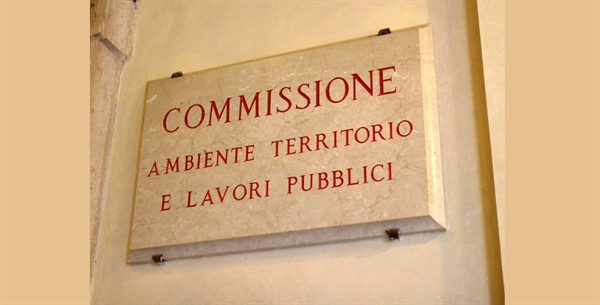 COMMISSIONE
AMBIENTE TERRITORIO
E LAVORI PUBBLICI